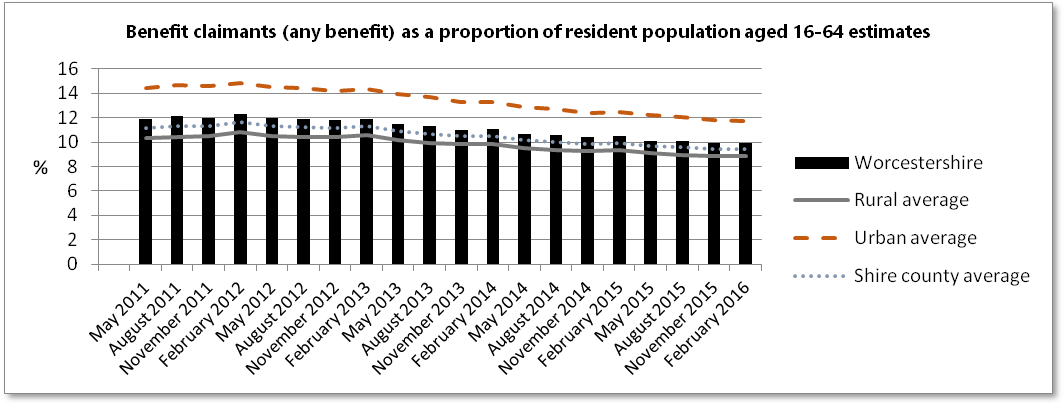 Benefit claimants (any benefit) as a proportion of resident population aged 16-64 estimates
16
14
12
10
8
6
4
2
0
%
May 2011
August 2011
November 2011
February 2012
May 2012
August 2012
November 2012
February 2013
May 2013
August 2013
November 2013
February 2014
May 2014
August 2014
November 2014
February 2015
May 2015
August 2015
November 2015
February 2016
Worcestershire
Rural average
Urban average
Shire county average